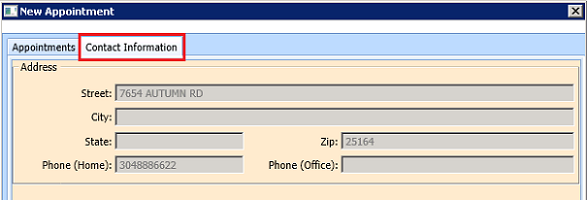 New Appointment
Appointments Contact Information
Address
Street: 7654 AUTUMN RD
City:
State: Zip: 25164
Phone (Home): 3048886622 Phone (Office):